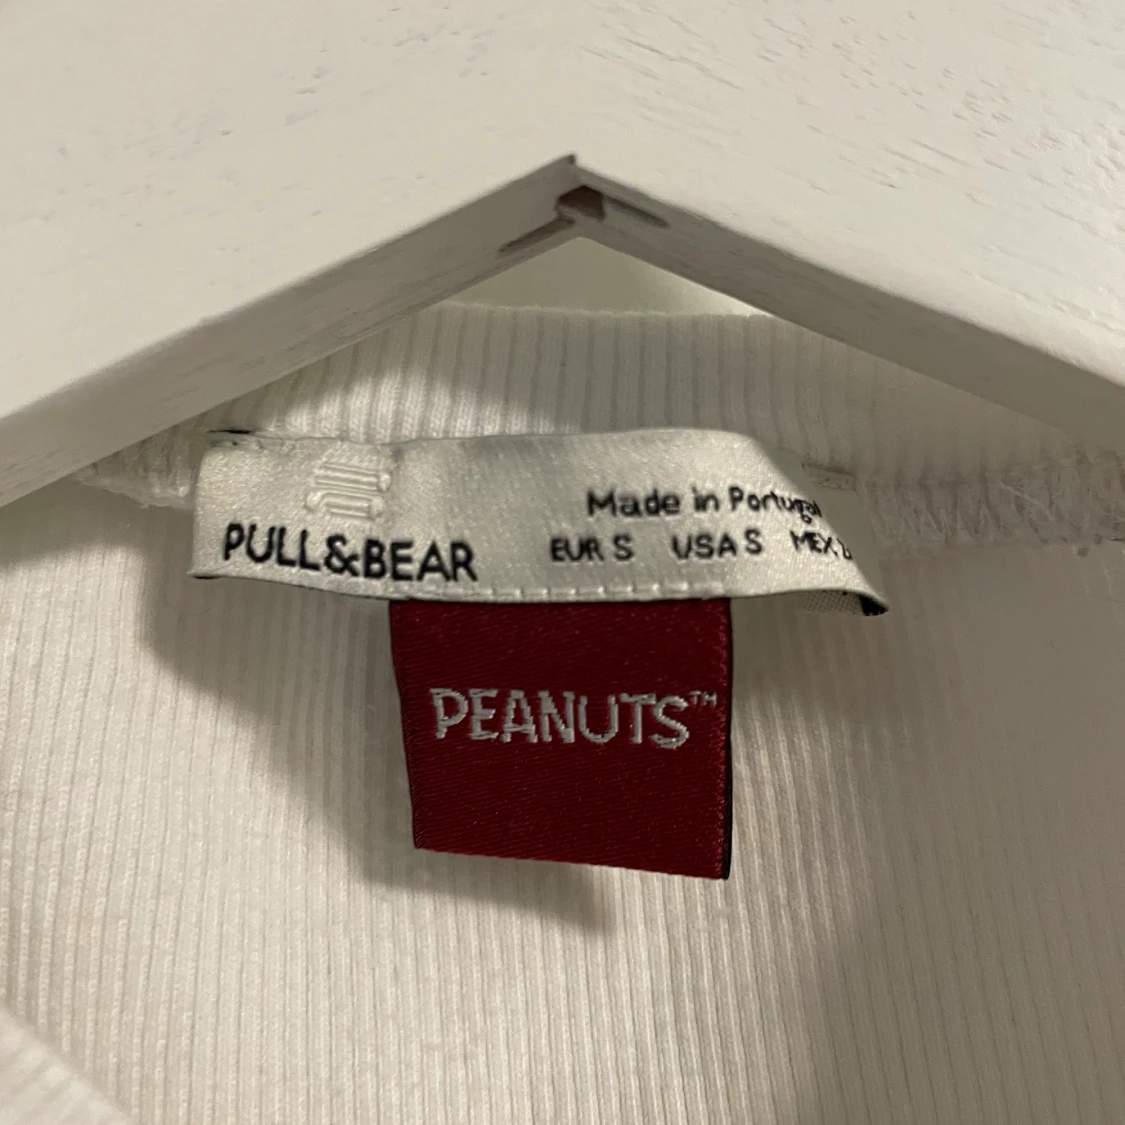 Made in Portugal
PULL&BEAR
EUR S USA S MEX
PEANUTS™